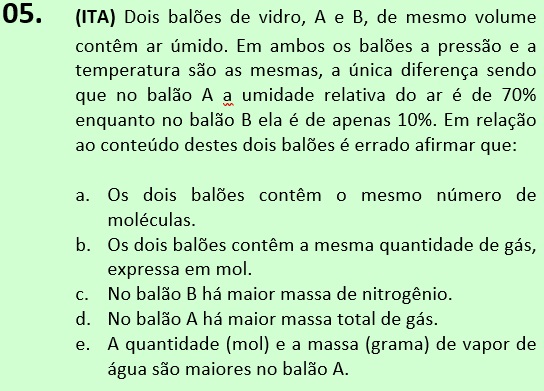 05. (ITA) Dois balões de vidro, A e B, de mesmo volume
contêm ar úmido. Em ambos os balões a pressão e a
temperatura são as mesmas, a única diferença sendo
que no balão A a umidade relativa do ar é de 70%
enquanto no balão B ela é de apenas 10%. Em relação
ao conteúdo destes dois balões é errado afirmar que:
a. Os dois balões contêm o mesmo número de
moléculas.
b. Os dois balões contêm a mesma quantidade de gás,
expressa em mol.
c. No balão B há maior massa de nitrogênio.
d. No balão A há maior massa total de gás.
e. A quantidade (mol) e a massa (grama) de vapor de
água são maiores no balão A.